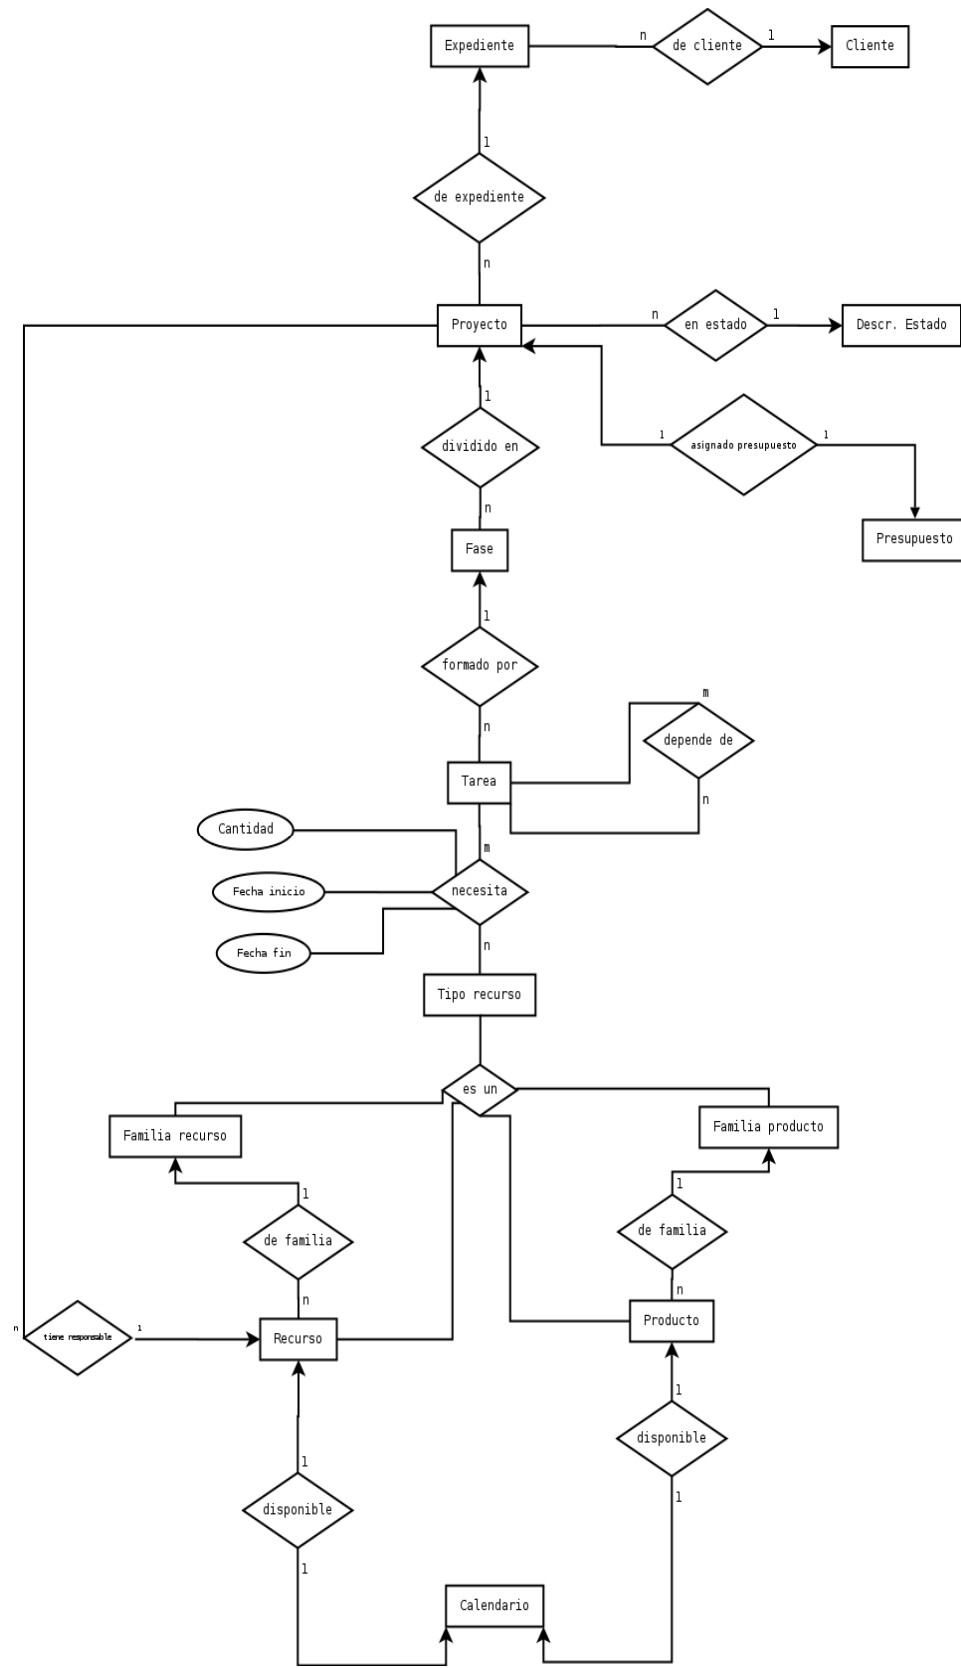 Expediente
n
de cliente
1
Cliente
1
de expediente
n
Proyecto
n
en estado
1
Descr. Estado
1
dividido en
n
1
asignado presupuesto
1
Presupuesto
Fase
1
formado por
n
m
depende de
n
Tarea
Cantidad
m
Fecha inicio
necesita
Fecha fin
n
Tipo recurso
es un
Familia recurso
Familia producto
1
de familia
n
1
de familia
n
n
tiene responsable
1
Recurso
Producto
1
disponible
1
1
disponible
1
Calendario